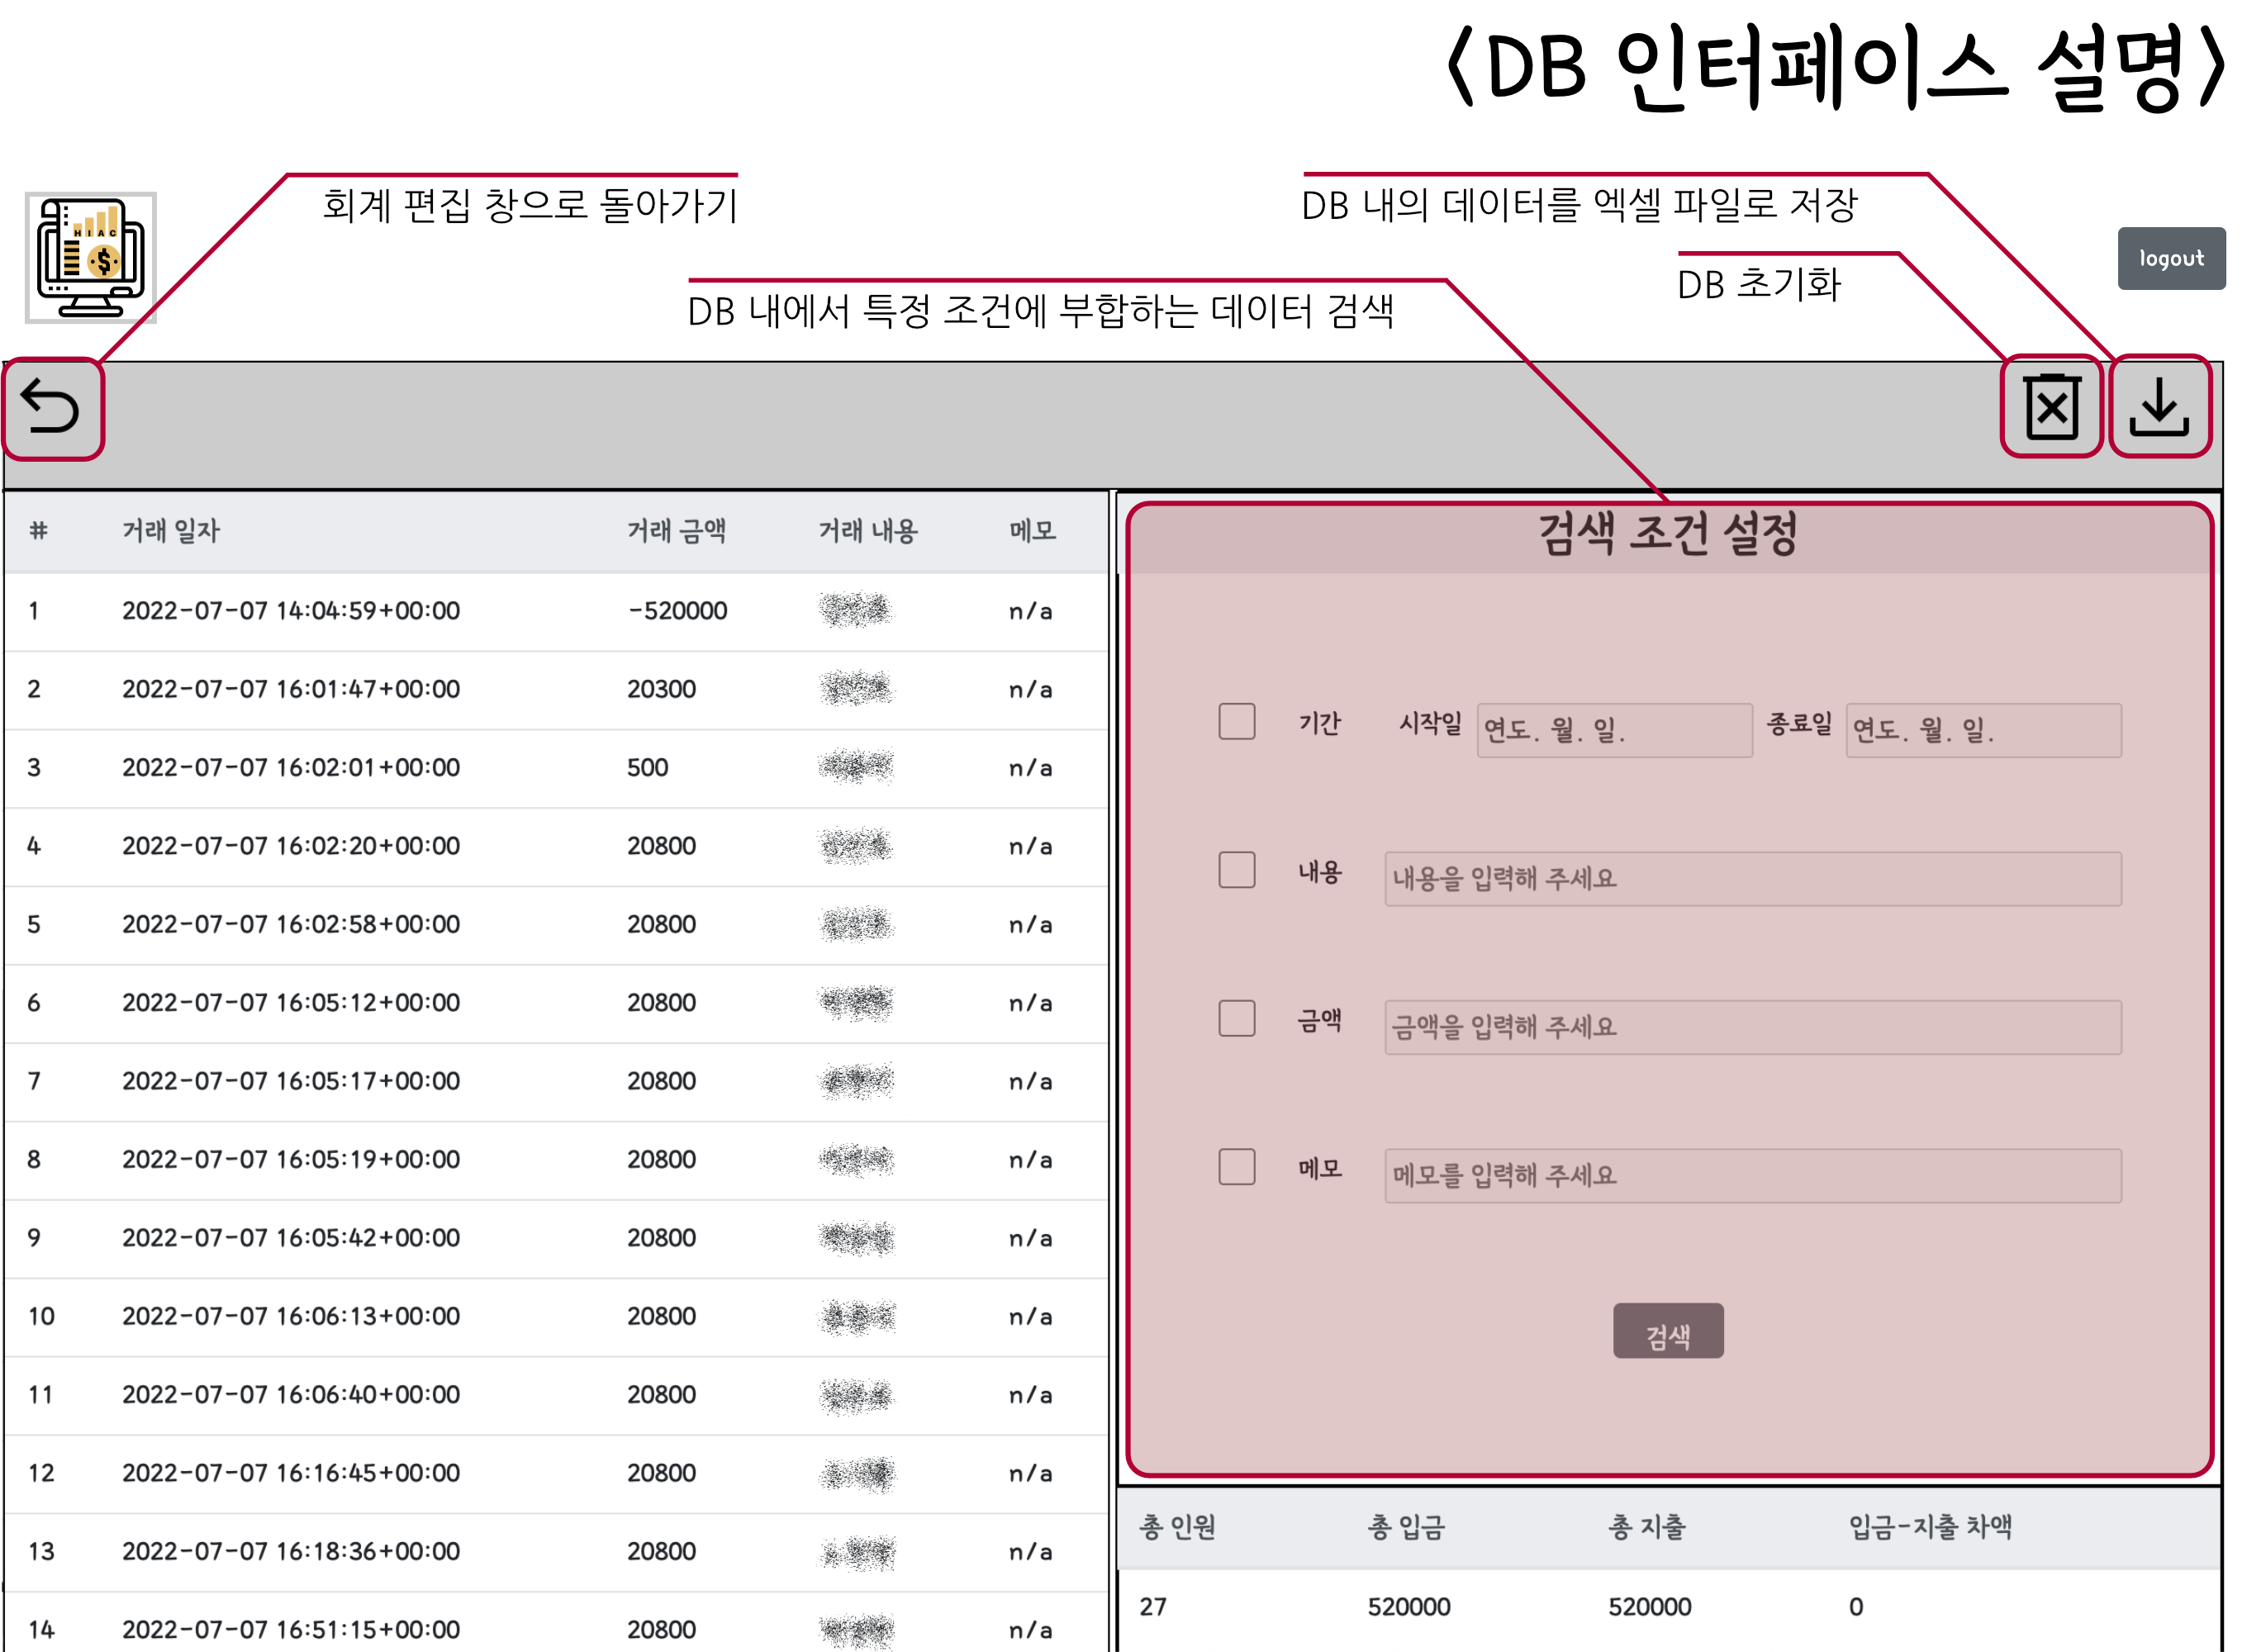 <DB 인터페이스 설명>
회계 편집 창으로 돌아가기
DB 내의 데이터를 엑셀 파일로 저장
HIAC
$
logout
DB 초기화
DB 내에서 특정 조건에 부합하는 데이터 검색
# 거래 일자 거래 금액 거래 내용 메모
1 2022-07-07 14:04:59+00:00 -520000 n/a
2 2022-07-07 16:01:47+00:00 20300 n/a
3 2022-07-07 16:02:01+00:00 500 n/a
4 2022-07-07 16:02:20+00:00 20800 n/a
5 2022-07-07 16:02:58+00:00 20800 n/a
6 2022-07-07 16:05:12+00:00 20800 n/a
7 2022-07-07 16:05:17+00:00 20800 n/a
8 2022-07-07 16:05:19+00:00 20800 n/a
9 2022-07-07 16:05:42+00:00 20800 n/a
10 2022-07-07 16:06:13+00:00 20800 n/a
11 2022-07-07 16:06:40+00:00 20800 n/a
12 2022-07-07 16:16:45+00:00 20800 n/a
13 2022-07-07 16:18:36+00:00 20800 n/a
14 2022-07-07 16:51:15+00:00 20800 n/a
검색 조건 설정
기간 시작일 연도. 월. 일. 종료일 연도. 월. 일.
내용 내용을 입력해 주세요
금액 금액을 입력해 주세요
메모 메모를 입력해 주세요
검색
총 인원 총 입금 총 지출 입금-지출 차액
27 520000 520000 0